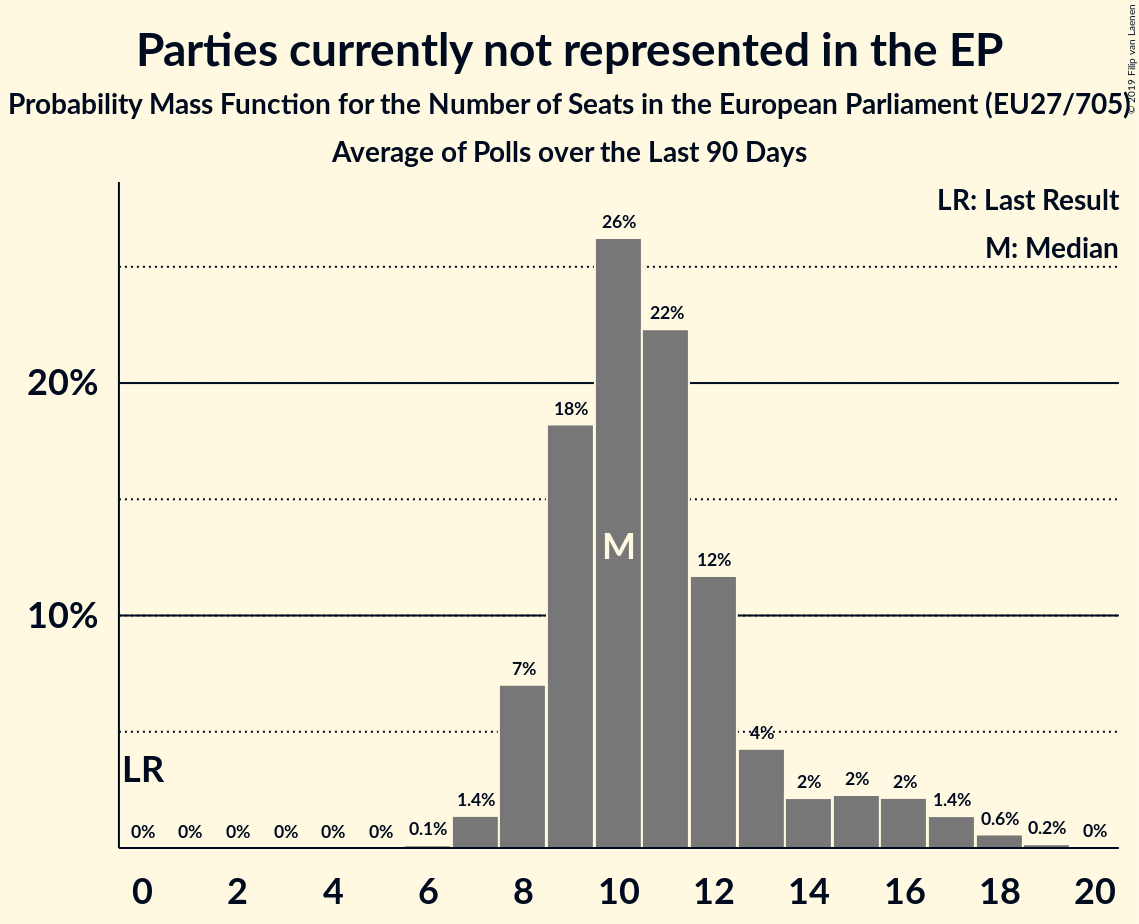 Parties currently not represented in the EP
Probability Mass Function for the Number of Seats in the European Parliament (EU27/705)
Average of Polls over the Last 90 Days
© 2019 Filip van Laenen
LR: Last Result
M: Median
20%
10%
LR
0% 0% 0% 0% 0% 0% 0.1% 1.4% 7% 18% 26% 22% 12% 4% 2% 2% 2% 1.4% 0.6% 0.2% 0%
M
0 2 4 6 8 10 12 14 16 18 20